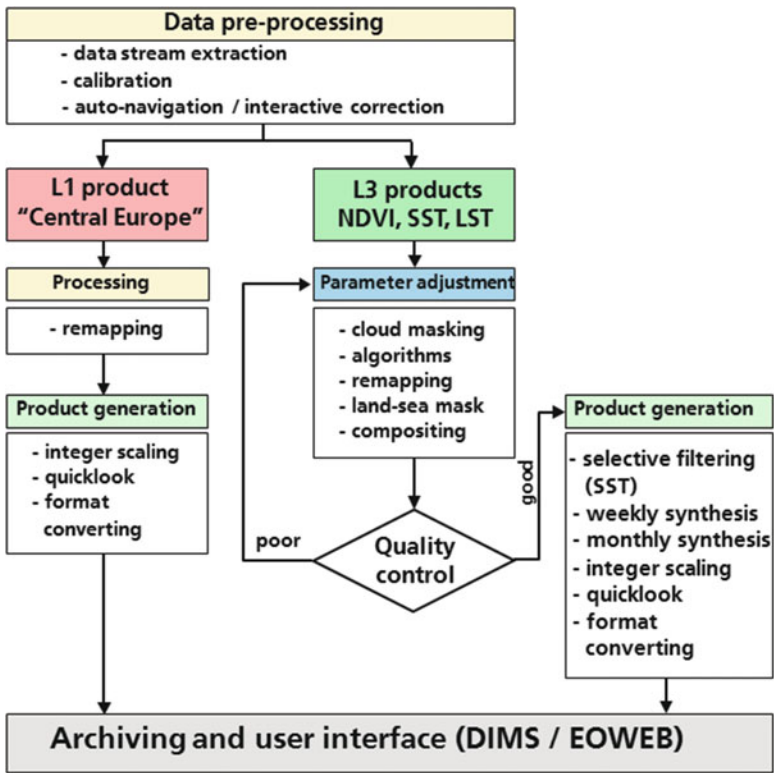 Data pre-processing
- data stream extraction
- calibration
- auto-navigation / interactive correction
L1 product
“Central Europe”
Processing
- remapping
Product generation
- integer scaling
- quicklook
- format
converting
L3 products
NDVI, SST, LST
Parameter adjustment
- cloud masking
- algorithms
- remapping
- land-sea mask
- compositing
Quality
control
poor
good
Product generation
- selective filtering
(SST)
- weekly synthesis
- monthly synthesis
- integer scaling
- quicklook
- format
converting
Archiving and user interface (DIMS / EOWEB)